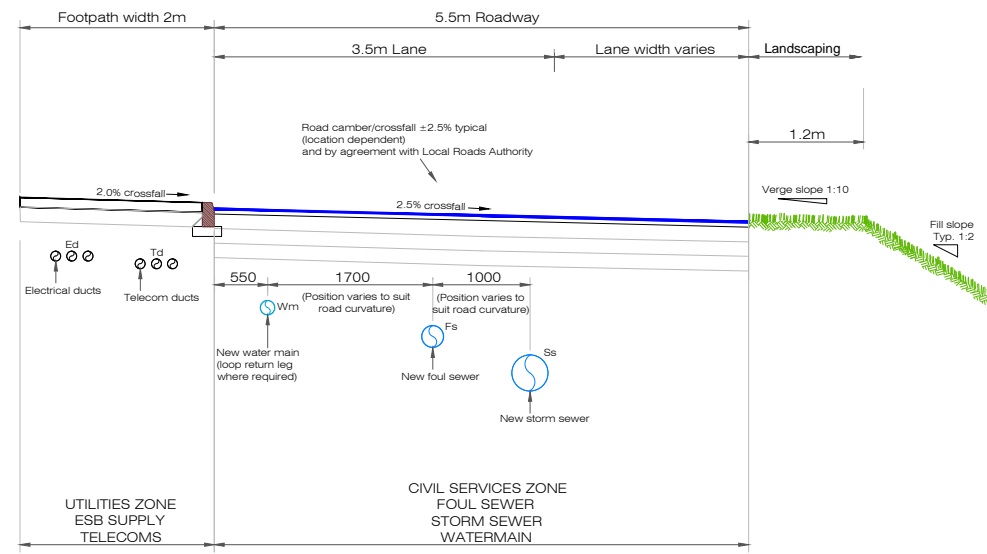 Footpath width 2m
5.5m Roadway
3.5m Lane
Lane width varies
Landscaping
1.2m
Road camber/crossfall ±2.5% typical
(location dependent)
and by agreement with Local Roads Authority
2.0% crossfall
2.5% crossfall
Verge slope 1:10
Fill slope
Typ. 1:2
Ed
Td
Electrical ducts
Telecom ducts
550
1700
1000
(Position varies to suit
road curvature)
(Position varies to
suit road curvature)
Wm
Fs
Ss
New water main
(loop return leg
where required)
New foul sewer
New storm sewer
UTILITIES ZONE
ESB SUPPLY
TELECOMS
CIVIL SERVICES ZONE
FOUL SEWER
STORM SEWER
WATERMAIN